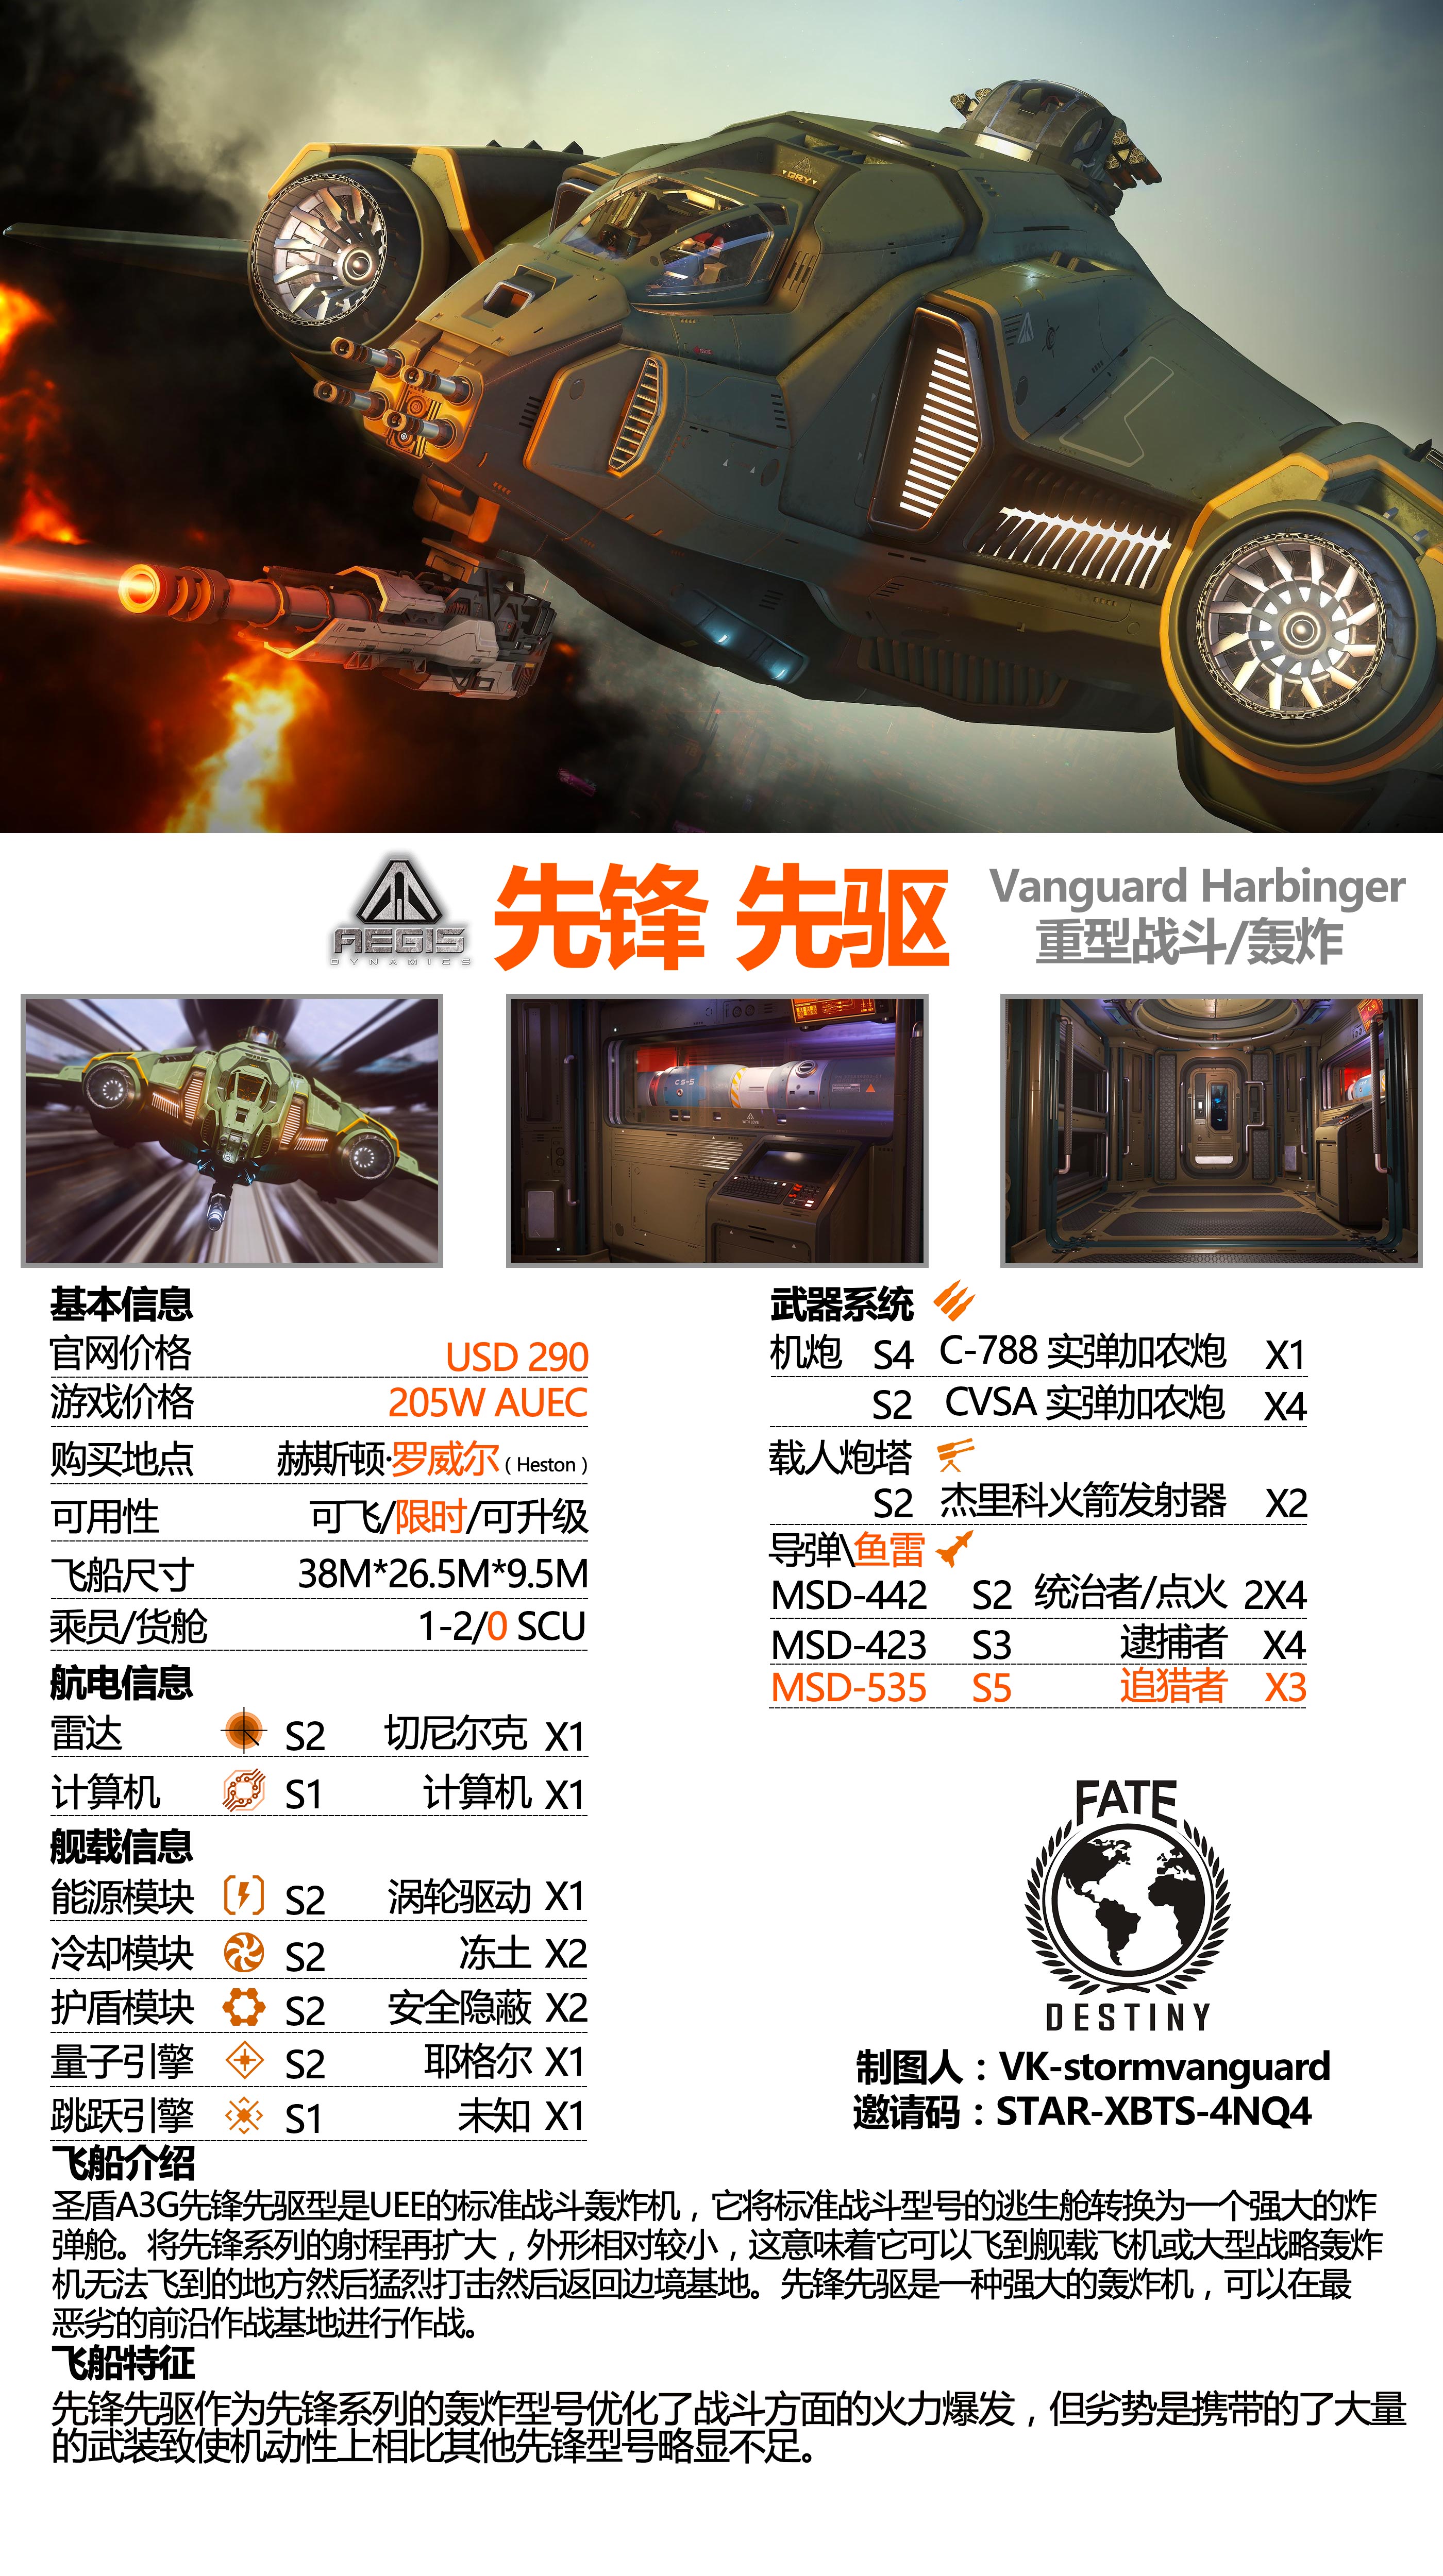 GRY
AEGIS
DYNAMICS
先锋 先驱
Vanguard Harbinger
重型战斗/轰炸
CS-5
基本信息
官网价格 USD 290
游戏价格 205W AUEC
购买地点 赫斯顿·罗威尔 ( Heston )
可用性 可飞/限时/可升级
飞船尺寸 38M*26.5M*9.5M
乘员/货舱 1-2/0 SCU
航电信息
雷达 S2 切尼尔克 X1
计算机 S1 计算机 X1
舰载信息
能源模块 S2 涡轮驱动 X1
冷却模块 S2 冻土 X2
护盾模块 S2 安全隐蔽 X2
量子引擎 S2 耶格尔 X1
跳跃引擎 S1 未知 X1
武器系统
机炮 S4 C-788 实弹加农炮 X1
S2 CVSA 实弹加农炮 X4
载人炮塔
S2 杰里科火箭发射器 X2
导弹\鱼雷
MSD-442 S2 统治者/点火 2X4
MSD-423 S3 逮捕者 X4
MSD-535 S5 追猎者 X3
FATE
DESTINY
制图人：VK-stormvanguard
邀请码：STAR-XBTS-4NQ4
飞船介绍
圣盾A3G先锋先驱型是UEE的标准战斗轰炸机，它将标准战斗型号的逃生舱转换为一个强大的炸
弹舱。将先锋系列的射程再扩大，外形相对较小，这意味着它可以飞到舰载飞机或大型战略轰炸
机无法飞到的地方然后猛烈打击然后返回边境基地。先锋先驱是一种强大的轰炸机，可以在最
恶劣的前沿作战基地进行作战。
飞船特征
先锋先驱作为先锋系列的轰炸型号优化了战斗方面的火力爆发，但劣势是携带的了大量
的武装致使机动性上相比其他先锋型号略显不足。